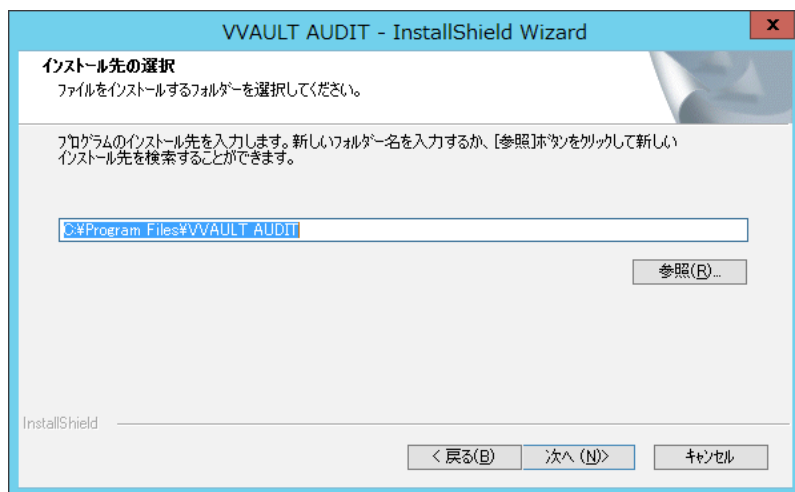 VVAULT AUDIT - InstallShield Wizard
x
インストール先の選択
ファイルをインストールするフォルダーを選択してください。
プログラムのインストール先を入力します。新しいフォルダー名を入力するか、[参照]ボタンをクリックして新しい
インストール先を検索することができます。
C:¥Program Files¥VVAULT AUDIT
参照(R)...
InstallShield
< 戻る(B)
次へ (N)>
キャンセル